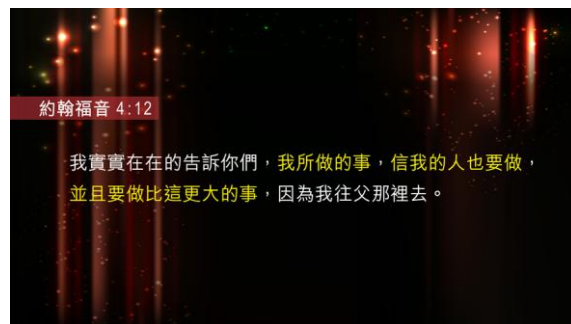 約翰福音 4:12
我實實在在的告訴你們，我所做的事，信我的人也要做，
並且要做比這更大的事，因為我往父那裡去。